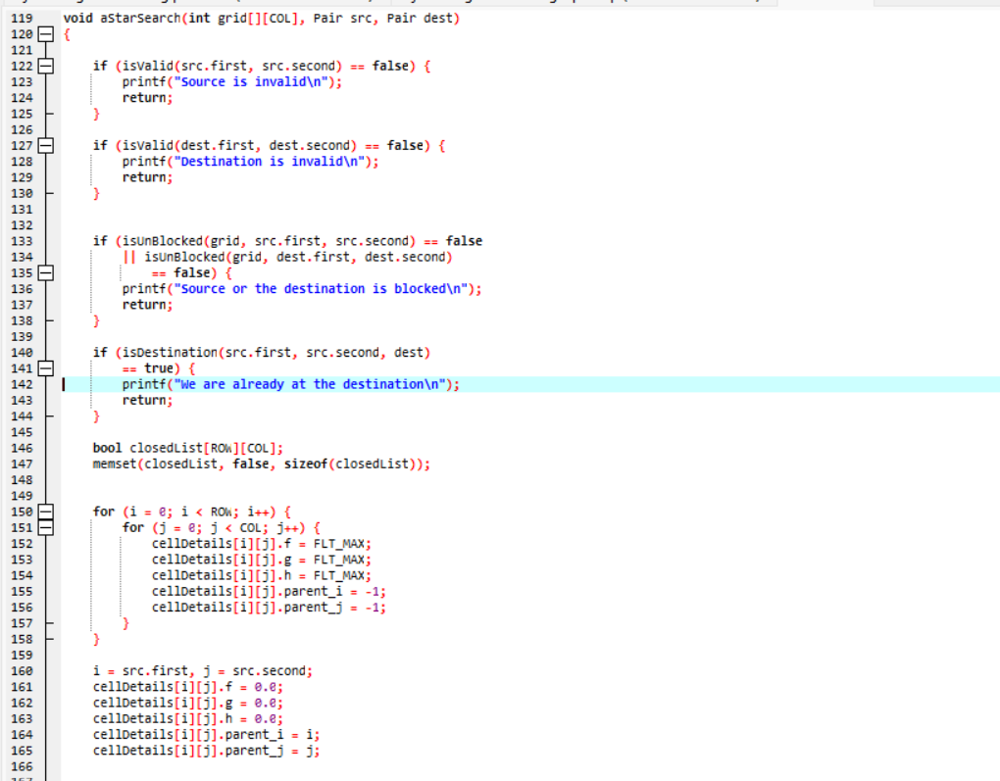 119 void aStarSearch(int grid[][COL], Pair src, Pair dest)
120 {
121
122 if (isValid(src.first, src.second) == false) {
123 printf("Source is invalid\n");
124 return;
125 }
126
127 if (isValid(dest.first, dest.second) == false) {
128 printf("Destination is invalid\n");
129 return;
130 }
131
132
133 if (isUnBlocked(grid, src.first, src.second) == false
134 || isUnBlocked(grid, dest.first, dest.second)
135 == false) {
136 printf("Source or the destination is blocked\n");
137 return;
138 }
139
140 if (isDestination(src.first, src.second, dest)
141 == true) {
142 printf("We are already at the destination\n");
143 return;
144 }
145
146 bool closedList[ROW][COL];
147 memset(closedList, false, sizeof(closedList));
148
149
150 for (i = 0; i < ROW; i++) {
151 for (j = 0; j < COL; j++) {
152 cellDetails[i][j].f = FLT_MAX;
153 cellDetails[i][j].g = FLT_MAX;
154 cellDetails[i][j].h = FLT_MAX;
155 cellDetails[i][j].parent_i = -1;
156 cellDetails[i][j].parent_j = -1;
157 }
158 }
159
160 i = src.first, j = src.second;
161 cellDetails[i][j].f = 0.0;
162 cellDetails[i][j].g = 0.0;
163 cellDetails[i][j].h = 0.0;
164 cellDetails[i][j].parent_i = i;
165 cellDetails[i][j].parent_j = j;
166